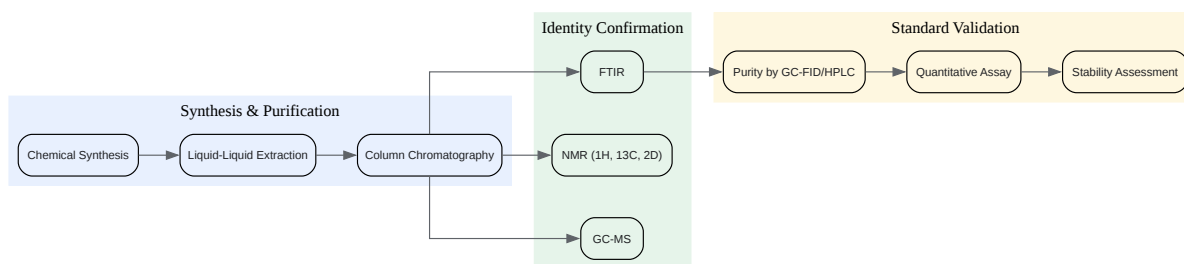 Synthesis & Purification
Chemical Synthesis
Liquid-Liquid Extraction
Column Chromatography
Identity Confirmation
FTIR
NMR (1H, 13C, 2D)
GC-MS
Standard Validation
Purity by GC-FID/HPLC
Quantitative Assay
Stability Assessment